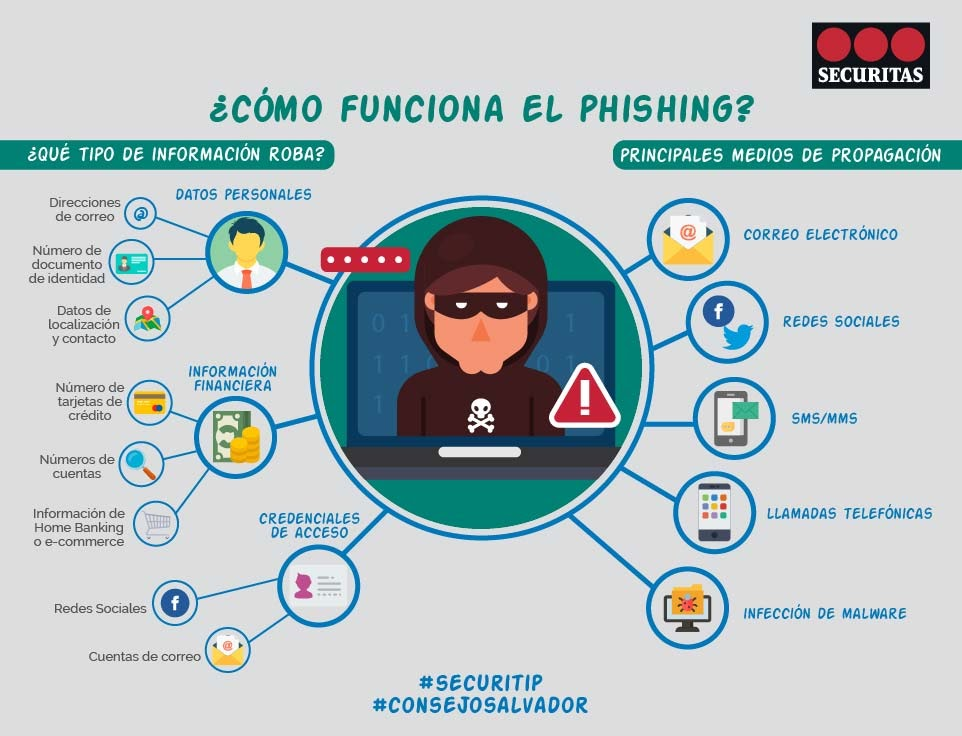 SECURITAS
¿CÓMO FUNCIONA EL PHISHING?
¿QUÉ TIPO DE INFORMACIÓN ROBA?
DATOS PERSONALES
Direcciones
de correo
Número de
documento
de identidad
Datos de
localización
y contacto
INFORMACIÓN
FINANCIERA
Número de
tarjetas de
crédito
Números de
cuentas
Información de
Home Banking
o e-commerce
CREDENCIALES
DE ACCESO
Redes Sociales
Cuentas de correo
PRINCIPALES MEDIOS DE PROPAGACIÓN
CORREO ELECTRÓNICO
REDES SOCIALES
SMS/MMS
LLAMADAS TELEFÓNICAS
INFECCIÓN DE MALWARE
#SECURITIP
#CONSEJOSALVADOR